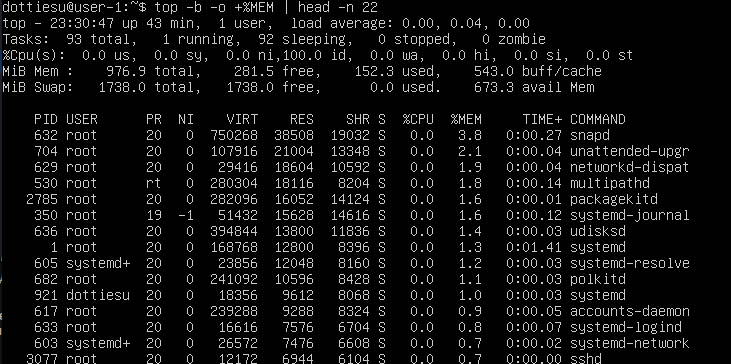 dottiesu@user-1:~$ top -b -o +%MEM | head -n 22
top - 23:30:47 up 43 min,  1 user,  load average: 0.00, 0.04, 0.00
Tasks:  93 total,   1 running,  92 sleeping,   0 stopped,   0 zombie
%Cpu(s):  0.0 us,  0.0 sy,  0.0 ni,100.0 id,  0.0 wa,  0.0 hi,  0.0 si,  0.0 st
MiB Mem :    976.9 total,    281.5 free,    152.3 used,    543.0 buff/cache
MiB Swap:   1738.0 total,   1738.0 free,      0.0 used.    673.3 avail Mem
PID USER      PR  NI    VIRT    RES    SHR S  %CPU  %MEM     TIME+ COMMAND
632 root      20   0  750268  38508  19032 S   0.0   3.8   0:00.27 snapd
704 root      20   0  107916  21004  13348 S   0.0   2.1   0:00.04 unattended-upgr
629 root      20   0   29416  18604  10592 S   0.0   1.9   0:00.04 networkd-dispat
530 root      rt   0  280304  18116   8204 S   0.0   1.8   0:00.14 multipathd
2785 root      20   0  282096  16052  14124 S   0.0   1.6   0:00.01 packagekitd
350 root      19  -1   51432  15628  14616 S   0.0   1.6   0:00.12 systemd-journal
636 root      20   0  394844  13800  11836 S   0.0   1.4   0:00.03 udisksd
1 root      20   0  168768  12800   8396 S   0.0   1.3   0:01.41 systemd
605 systemd+  20   0   23856  12048   8160 S   0.0   1.2   0:00.03 systemd-resolve
682 root      20   0  241092  10596   8428 S   0.0   1.1   0:00.03 polkitd
921 dottiesu  20   0   18356   9612   8068 S   0.0   1.0   0:00.03 systemd
617 root      20   0  239288   9288   8288 S   0.0   0.9   0:00.05 accounts-daemon
633 root      20   0   16616   7576   6704 S   0.0   0.8   0:00.07 systemd-logind
603 systemd+  20   0   26572   7476   6608 S   0.0   0.7   0:00.02 systemd-network
3077 root      20   0   12172   6944   6104 S   0.0   0.7   0:00.00 sshd